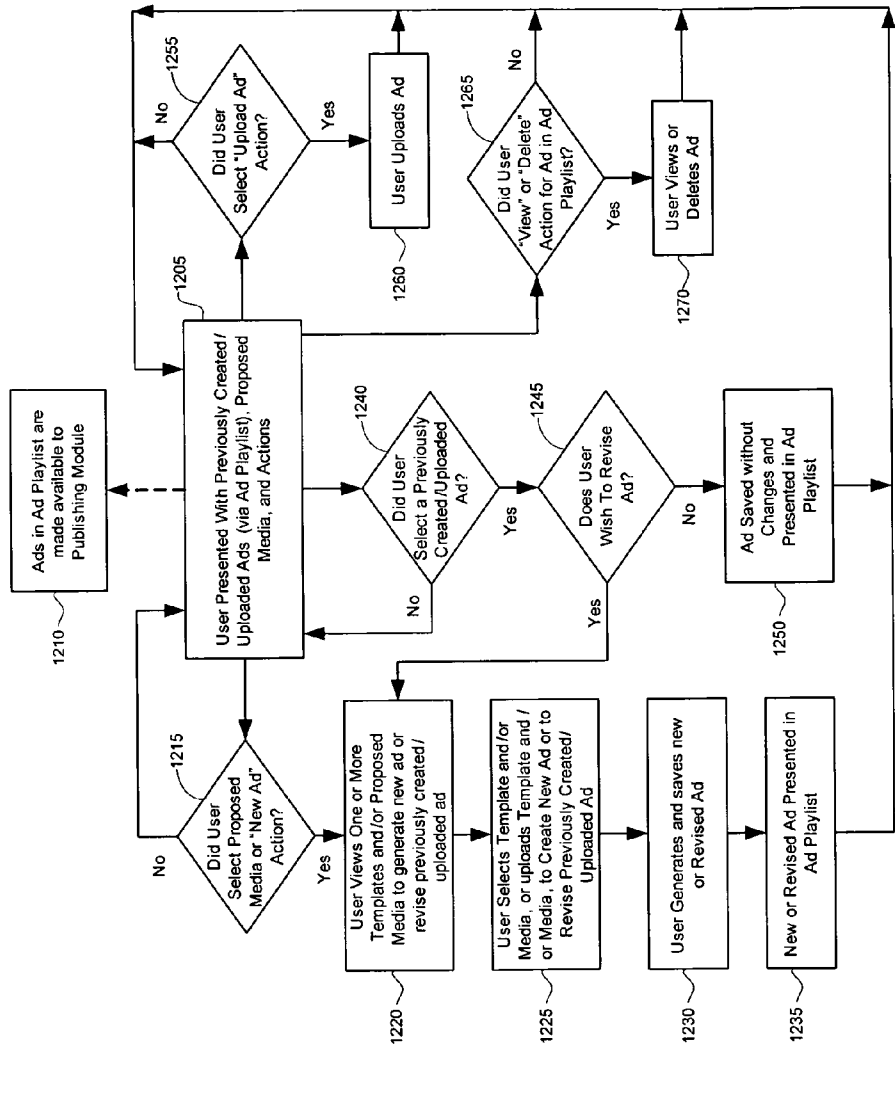 1210
Ads in Ad Playlist are
made available to
Publishing Module
1205
User Presented With Previously Created/
Uploaded Ads (via Ad Playlist), Proposed
Media, and Actions
1215
Did User
Select Proposed
Media or "New Ad"
Action?
No
Yes
1220
User Views One or More
Templates and/or Proposed
Media to generate new ad or
revise previously created/
uploaded ad
1225
User Selects Template and/or
Media, or uploads Template and /
or Media, to Create New Ad or to
Revise Previously Created/
Uploaded Ad
1230
User Generates and saves new
or Revised Ad
1235
New or Revised Ad Presented in
Ad Playlist
1240
Did User
Select a Previously
Created/Uploaded
Ad?
No
Yes
1245
Does User
Wish To Revise
Ad?
Yes
No
1250
Ad Saved without
Changes and
Presented in Ad
Playlist
1255
Did User
Select "Upload Ad"
Action?
No
Yes
1260
User Uploads Ad
1265
Did User
"View" or "Delete"
Action for Ad in Ad
Playlist?
No
Yes
1270
User Views or
Deletes Ad